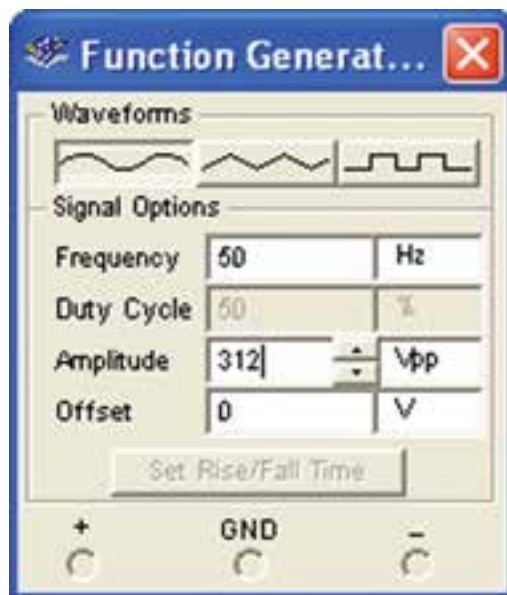 Function Generat...
Waveforms
Signal Options
Frequency 50 Hz
Duty Cycle 50 %
Amplitude 312 Vpp
Offset 0 V
Set Rise/Fall Time
+ GND −